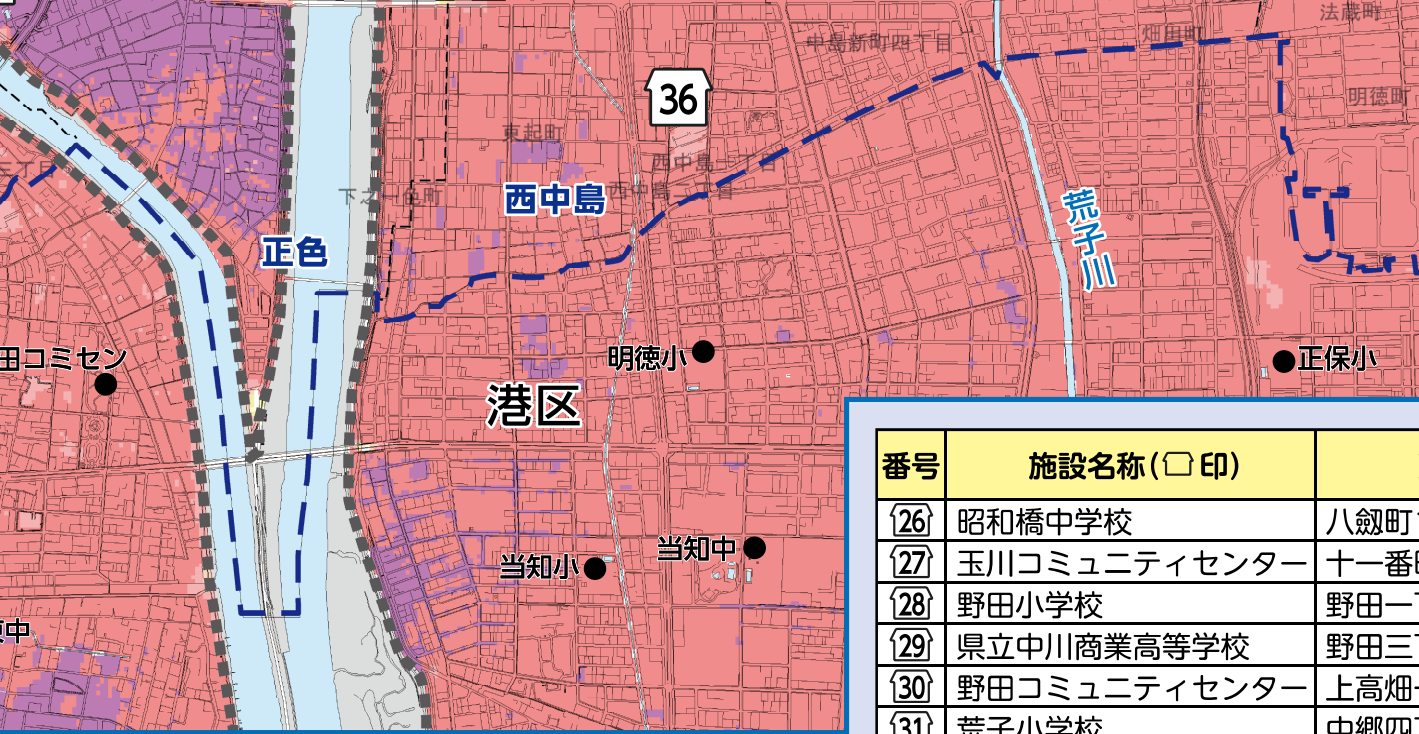 法蔵町
中島新町四丁目
畑田町
明徳町
36
東起町
西中島一丁目
西中島二丁目
下之一色町
西中島
正色
荒子川
田コミセン
明徳小
正保小
港区
当知小
当知中
番号 施設名称(印)
26 昭和橋中学校 八劔町
27 玉川コミュニティセンター 十一番
28 野田小学校 野田一
29 県立中川商業高等学校 野田三
30 野田コミュニティセンター 上高畑
31 荒子小学校 中郷四